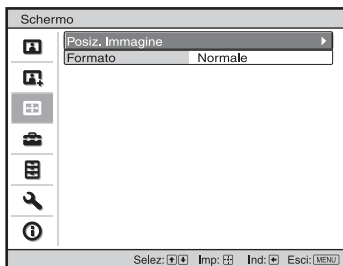 Schermo
Posiz. Immagine
Formato Normale
Selez: Imp: Ind: Esci: MENU